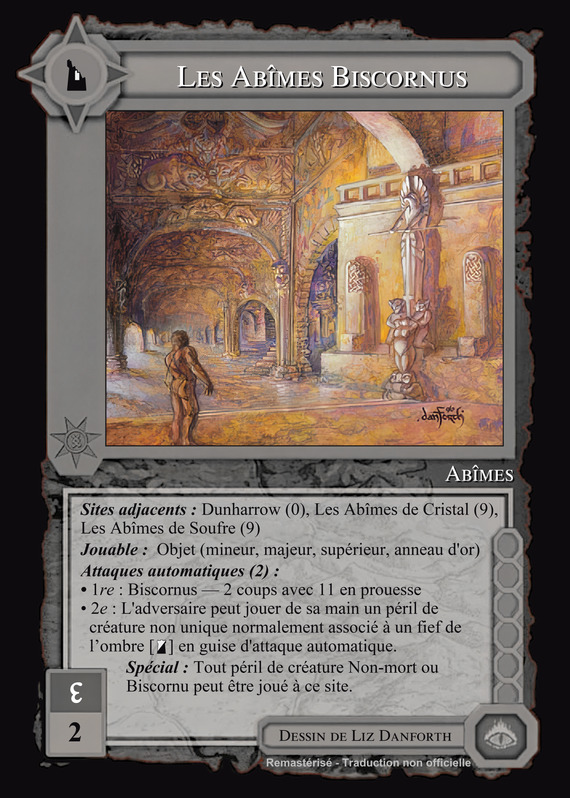 Les Abîmes Biscornus
danforth 96
Abîmes
Sites adjacents : Dunharrow (0), Les Abîmes de Cristal (9),
Les Abîmes de Soufre (9)
Jouable : Objet (mineur, majeur, supérieur, anneau d'or)
Attaques automatiques (2) :
• 1re : Biscornus — 2 coups avec 11 en prouesse
• 2e : L'adversaire peut jouer de sa main un péril de
créature non unique normalement associé à un fief de
l'ombre [ ] en guise d'attaque automatique.
Spécial : Tout péril de créature Non-mort ou
Biscornu peut être joué à ce site.
ε
2
Dessin de Liz Danforth
Remastérisé - Traduction non officielle